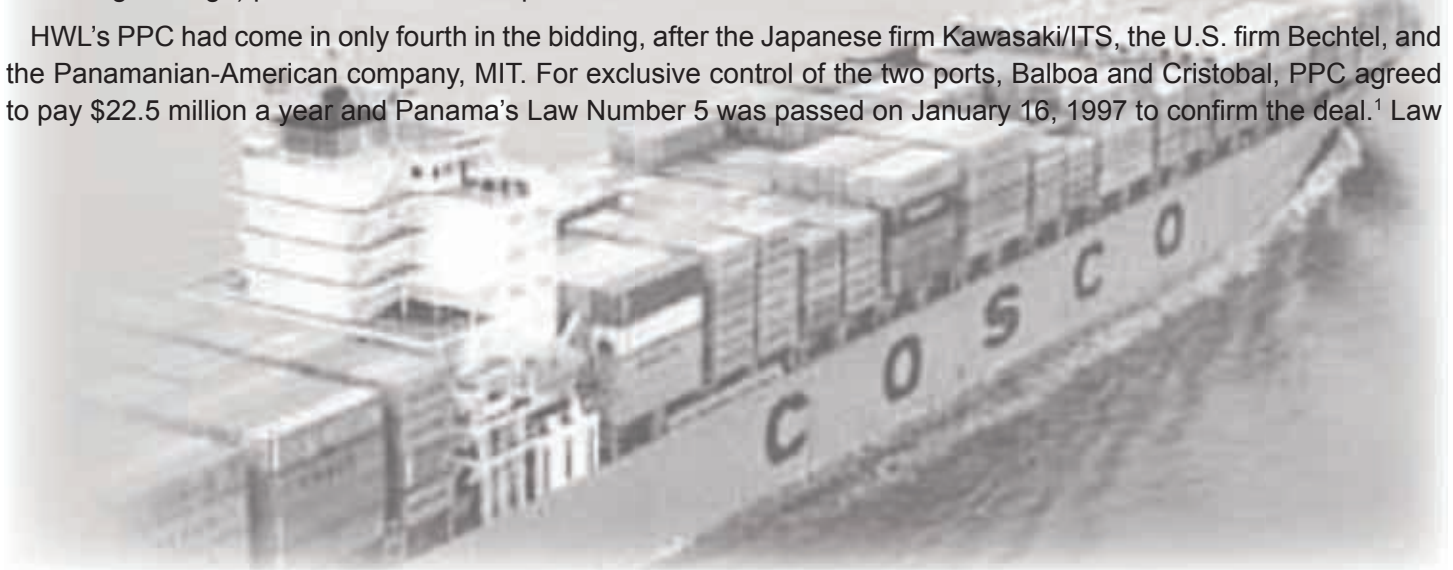 HWL's PPC had come in only fourth in the bidding, after the Japanese firm Kawasaki/ITS, the U.S. firm Bechtel, and
the Panamanian-American company, MIT. For exclusive control of the two ports, Balboa and Cristobal, PPC agreed
to pay $22.5 million a year and Panama's Law Number 5 was passed on January 16, 1997 to confirm the deal.¹ Law
COSCO